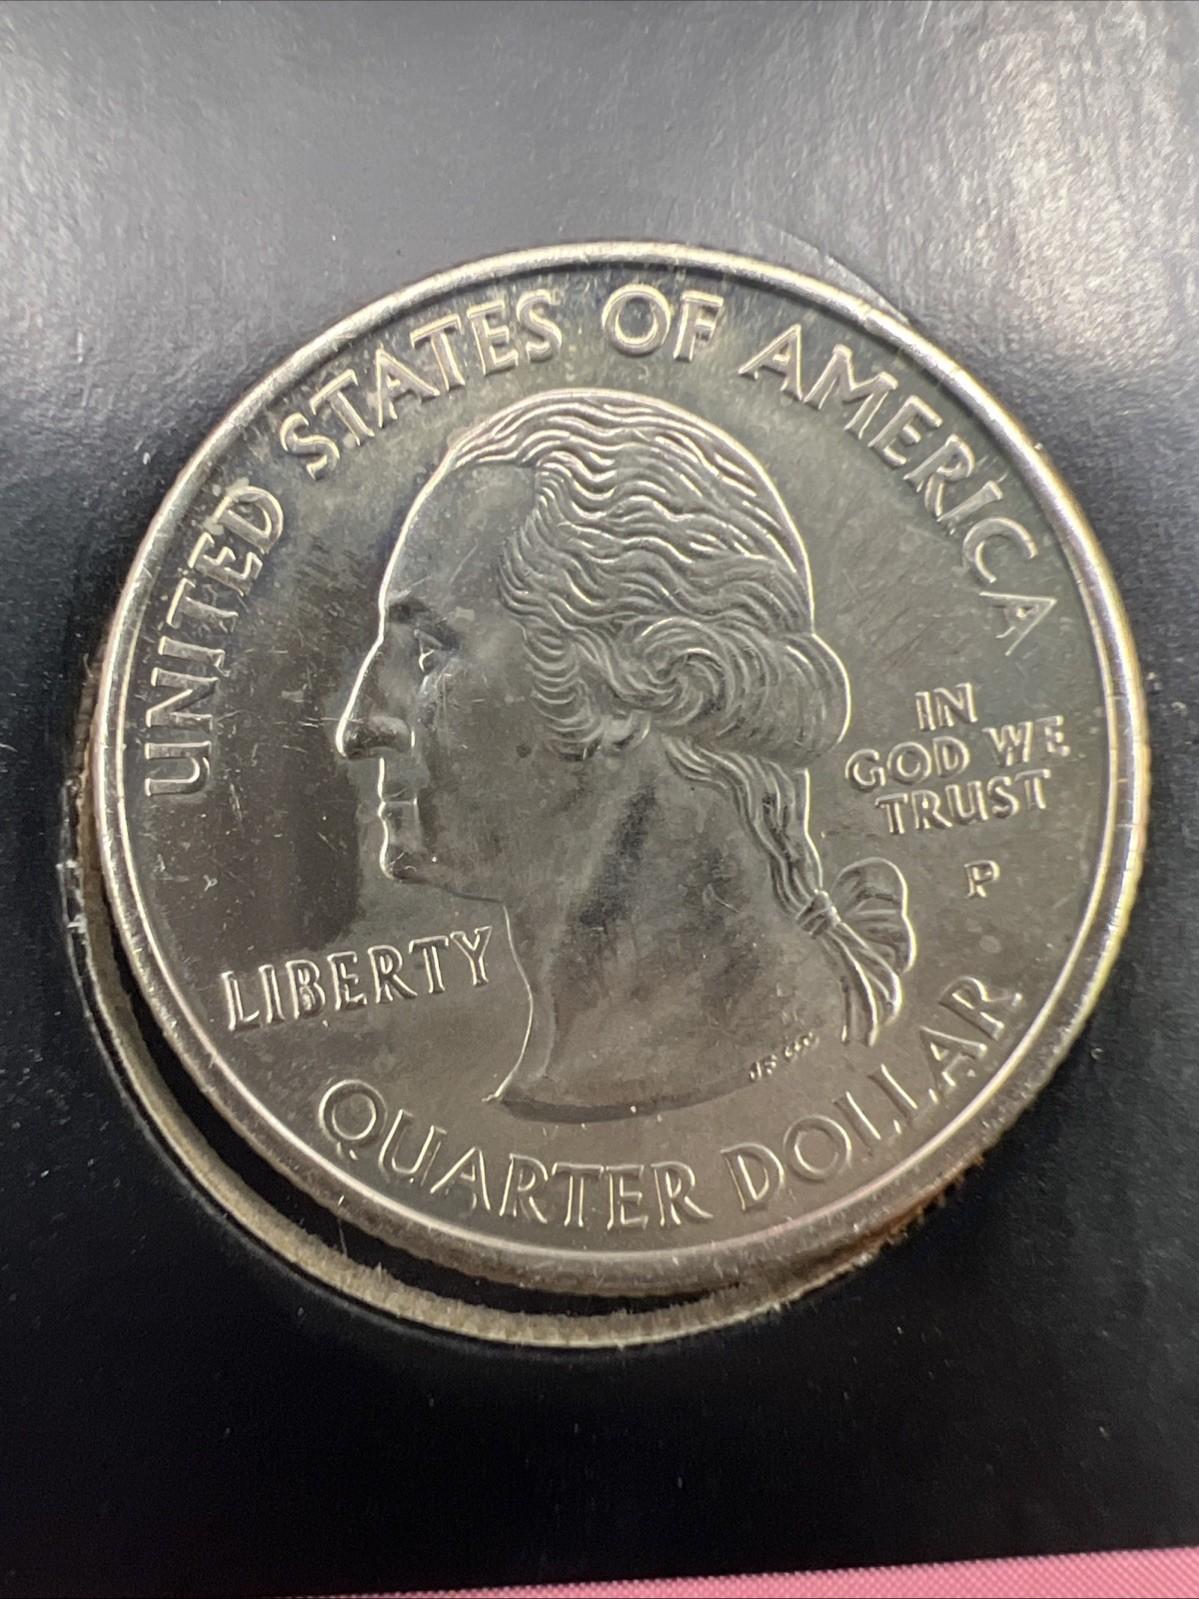 UNITED STATES OF AMERICA
IN
GOD WE
TRUST
P
LIBERTY
QUARTER DOLLAR